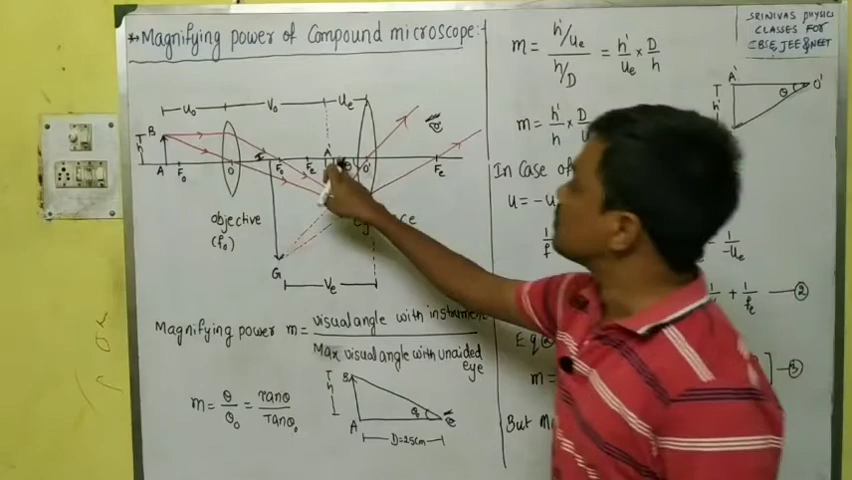 * Magnifying power of Compound microscope:-
u₀ V₀ uₑ
B
T
h
A F₀ O I F₀ Fₑ A' θ O' Fₑ
objective
(f₀)
G
Vₑ
Magnifying power m = visual angle with instrument / Max visual angle with unaided eye
m = θ/θ₀ = Tanθ/Tanθ₀
T
h
B
A θ₀
D=25cm
m = (h'/uₑ)/(h/D) = h'/uₑ × D/h
m = h'/h × D/
In Case of
u = -u
1/f
1/-uₑ
+ 1/fₑ — ②
Eq
m =
] — ③
But m
SRINIVAS PHYSICS
CLASSES FOR
CBSE, JEE & NEET
A' θ O'
T
h'